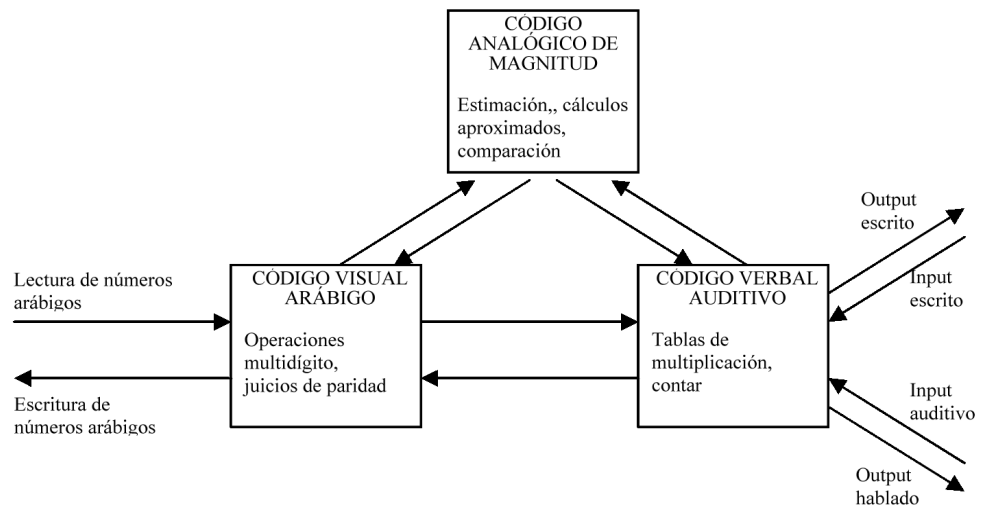 CÓDIGO
ANALÓGICO DE
MAGNITUD
Estimación,, cálculos
aproximados,
comparación
Output
escrito
Lectura de números
arábigos
CÓDIGO VISUAL
ARÁBIGO
Operaciones
multidígito,
juicios de paridad
CÓDIGO VERBAL
AUDITIVO
Tablas de
multiplicación,
contar
Input
escrito
Escritura de
números arábigos
Input
auditivo
Output
hablado